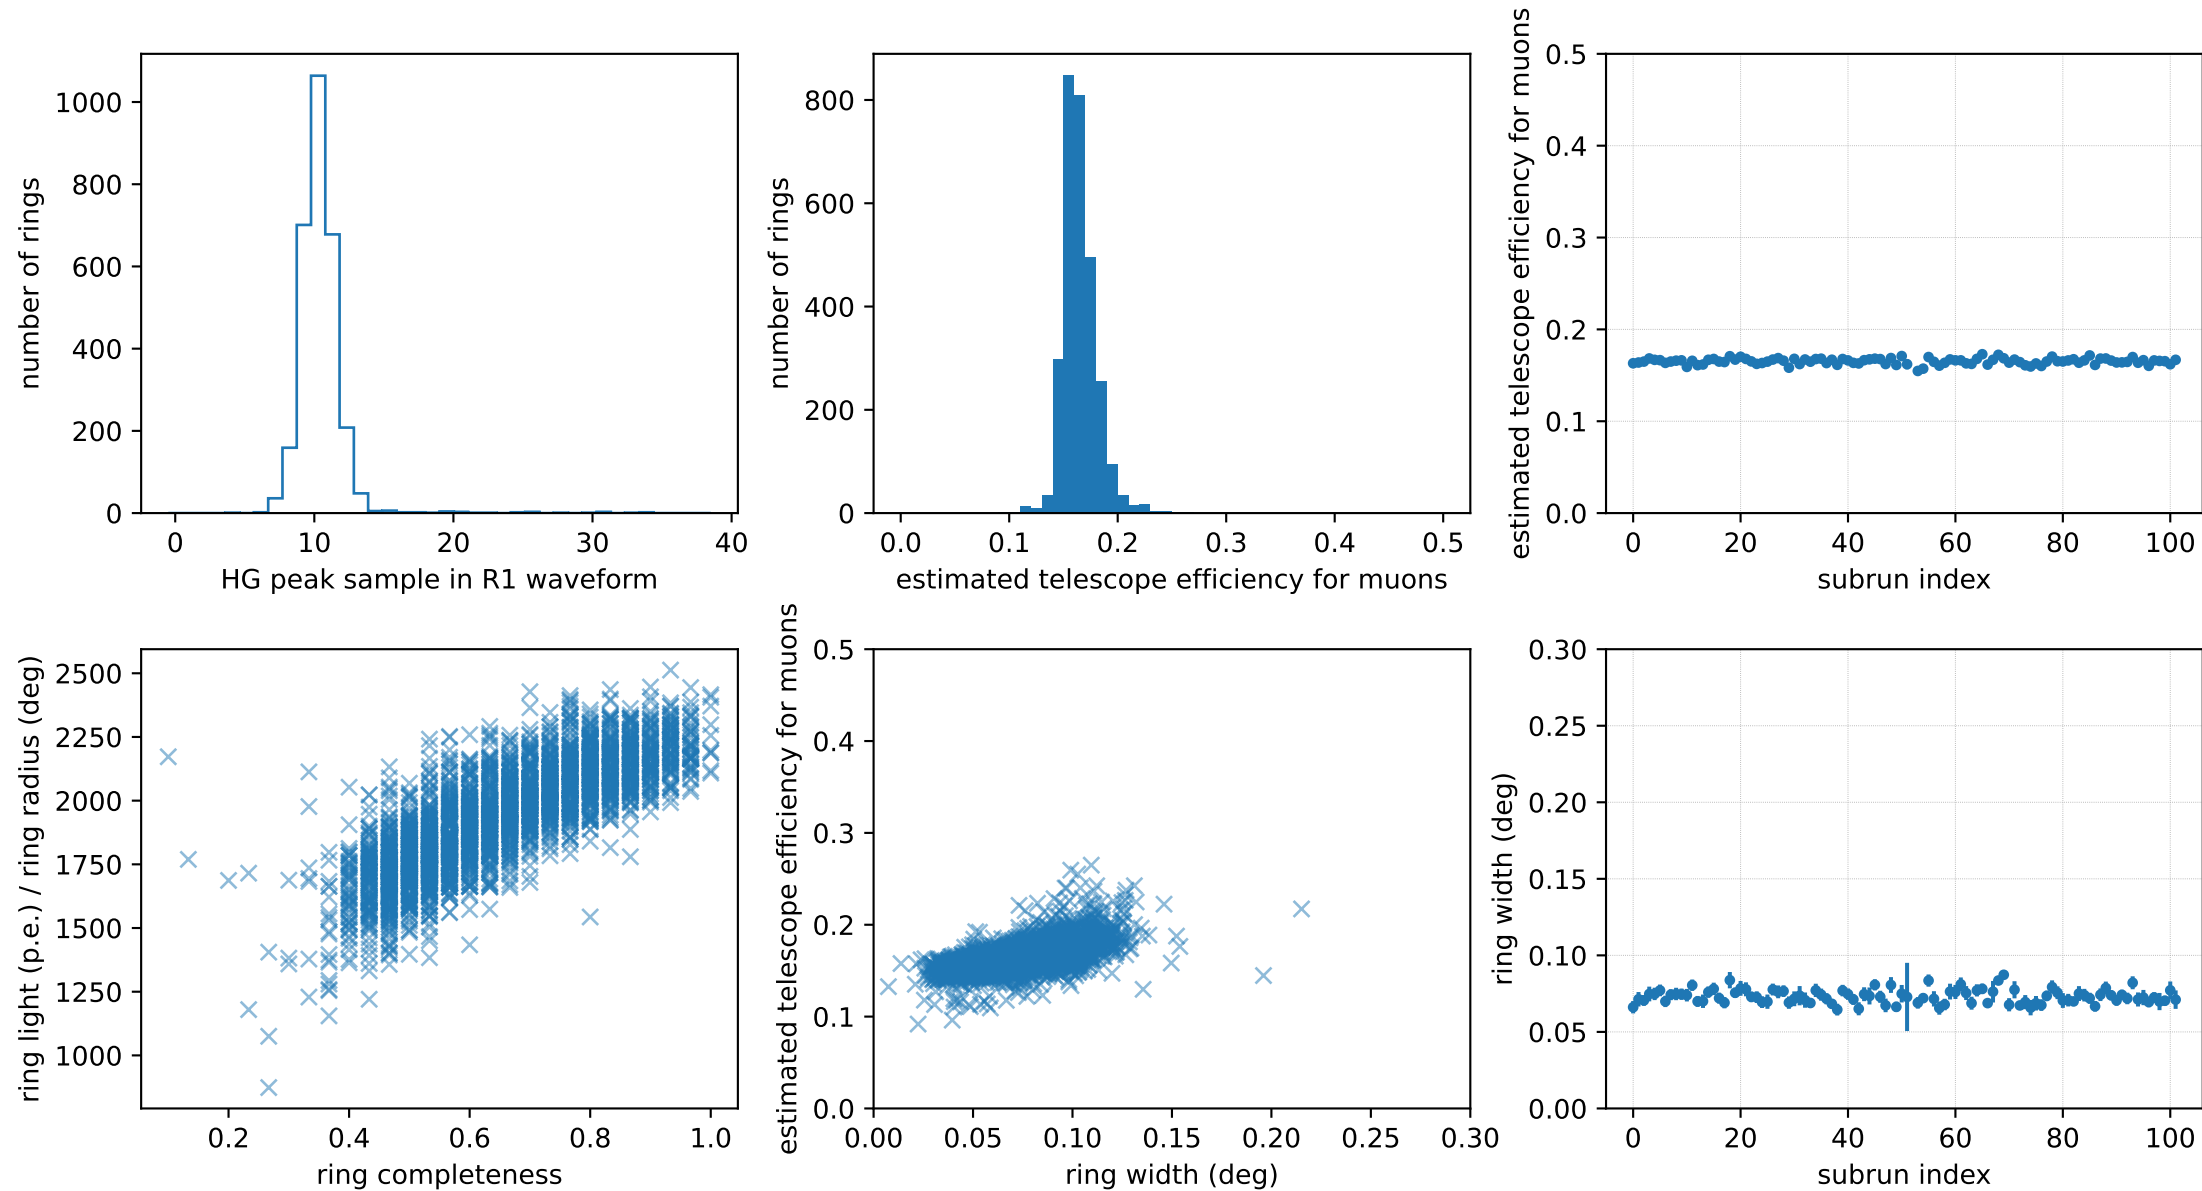 number of rings
1000
800
600
400
200
0
0 10 20 30 40
HG peak sample in R1 waveform
number of rings
800
600
400
200
0
0.0 0.1 0.2 0.3 0.4 0.5
estimated telescope efficiency for muons
estimated telescope efficiency for muons
0.5
0.4
0.3
0.2
0.1
0.0
0 20 40 60 80 100
subrun index
ring light (p.e.) / ring radius (deg)
2500
2250
2000
1750
1500
1250
1000
0.2 0.4 0.6 0.8 1.0
ring completeness
estimated telescope efficiency for muons
0.5
0.4
0.3
0.2
0.1
0.0
0.00 0.05 0.10 0.15 0.20 0.25 0.30
ring width (deg)
ring width (deg)
0.30
0.25
0.20
0.15
0.10
0.05
0.00
0 20 40 60 80 100
subrun index